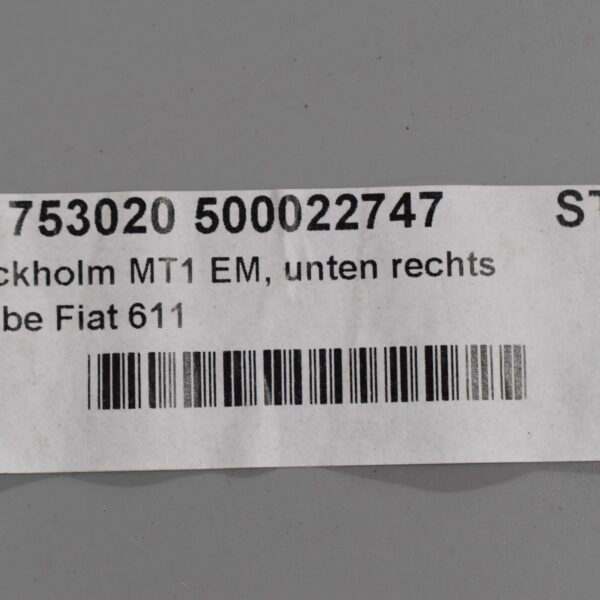 753020 500022747 ST
ckholm MT1 EM, unten rechts
be Fiat 611